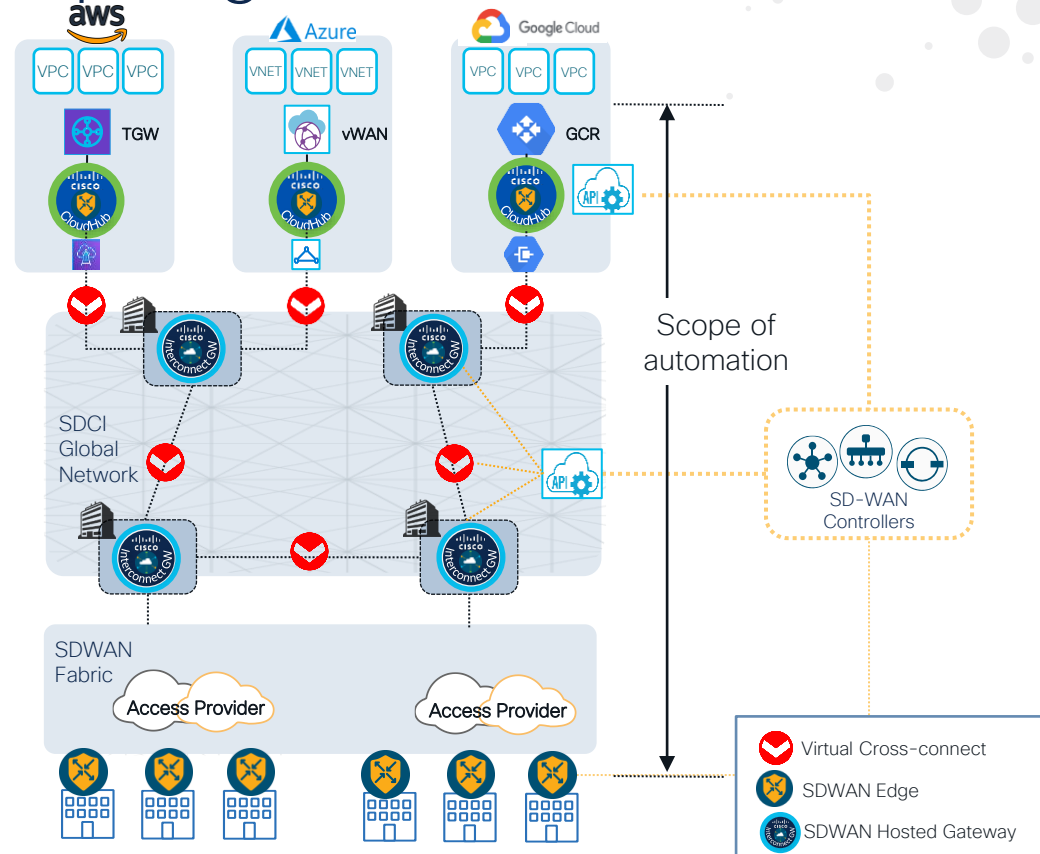 aws
Azure
Google Cloud
VPC VPC VPC
VNET VNET VNET
VPC VPC VPC
TGW
vWAN
GCR
CISCO
CloudHub
CISCO
CloudHub
CISCO
CloudHub
API
CISCO
Interconnect GW
CISCO
Interconnect GW
Scope of
automation
SDCI
Global
Network
API
SD-WAN
Controllers
CISCO
Interconnect GW
CISCO
Interconnect GW
SDWAN
Fabric
Access Provider
Access Provider
Virtual Cross-connect
SDWAN Edge
SDWAN Hosted Gateway